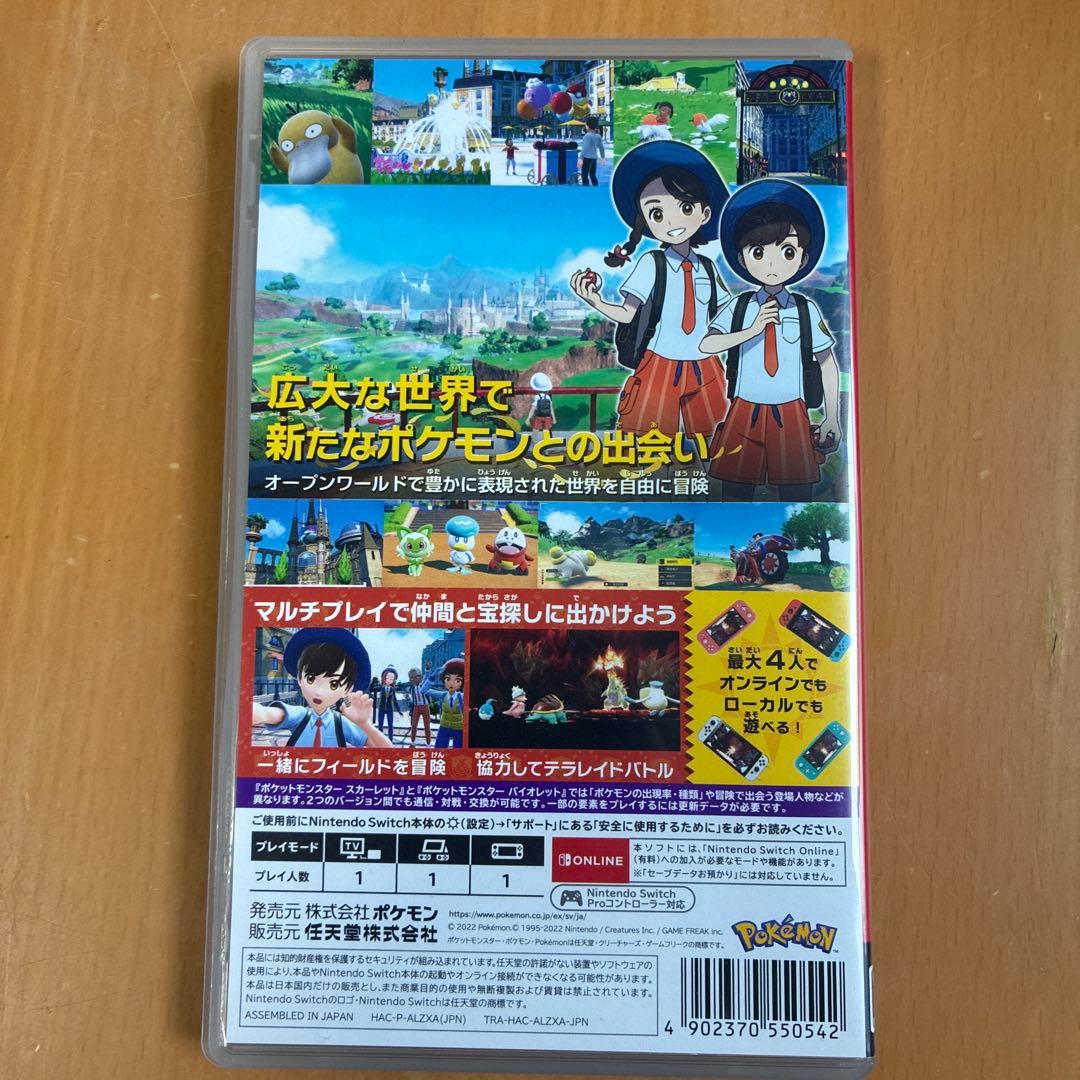 広大な世界で
新たなポケモンとの出会い
オープンワールドで豊かに表現された世界を自由に冒険
マルチプレイで仲間と宝探しに出かけよう
最大4人で
オンラインでも
ローカルでも
遊べる!
一緒にフィールドを冒険
協力してテラレイドバトル
『ポケットモンスター スカーレット』と『ポケットモンスター バイオレット』では「ポケモンの出現率・種類」や冒険で出会う登場人物などが
異なります。2つのバージョン間でも通信・対戦・交換が可能です。一部の要素をプレイするには更新データが必要です。
ご使用前にNintendo Switch本体の(設定)→「サポート」にある「安全に使用するために」を必ずお読みください。
プレイモード TV
プレイ人数 1 1 1
ONLINE
本ソフトには、「Nintendo Switch Online」
(有料)への加入が必要なモードや機能があります。
※「セーブデータお預かり」には対応していません。
Nintendo Switch
Proコントローラー対応
発売元 株式会社 ポケモン
販売元 任天堂株式会社
https://www.pokemon.co.jp/ex/sv/ja/
© 2022 Pokémon. © 1995-2022 Nintendo / Creatures Inc. / GAME FREAK inc.
ポケットモンスター・ポケモン・Pokémonは任天堂・クリーチャーズ・ゲームフリークの商標です。
Pokémon
本品には知的財産権を保護するセキュリティが組み込まれています。任天堂の許諾がない装置やソフトウェアの
使用により、本品やNintendo Switch本体の起動やオンライン接続ができなくなる可能性があります。
本品は日本国内だけの販売とし、また商業目的の使用や無断複製および賃貸は禁止されています。
Nintendo Switchのロゴ・Nintendo Switchは任天堂の商標です。
ASSEMBLED IN JAPAN HAC-P-ALZXA(JPN) TRA-HAC-ALZXA-JPN
4 902370 550542